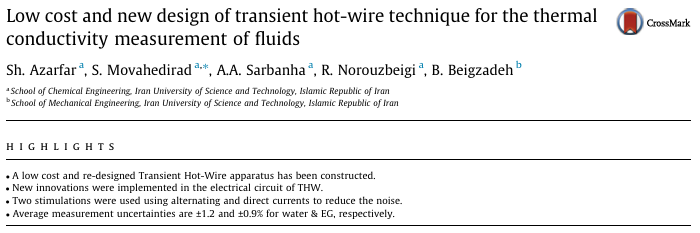 Low cost and new design of transient hot-wire technique for the thermal
conductivity measurement of fluids
CrossMark
Sh. Azarfar a, S. Movahedirad a,*, A.A. Sarbanha a, R. Norouzbeigi a, B. Beigzadeh b
a School of Chemical Engineering, Iran University of Science and Technology, Islamic Republic of Iran
b School of Mechanical Engineering, Iran University of Science and Technology, Islamic Republic of Iran
HIGHLIGHTS
• A low cost and re-designed Transient Hot-Wire apparatus has been constructed.
• New innovations were implemented in the electrical circuit of THW.
• Two stimulations were used using alternating and direct currents to reduce the noise.
• Average measurement uncertainties are ±1.2 and ±0.9% for water & EG, respectively.